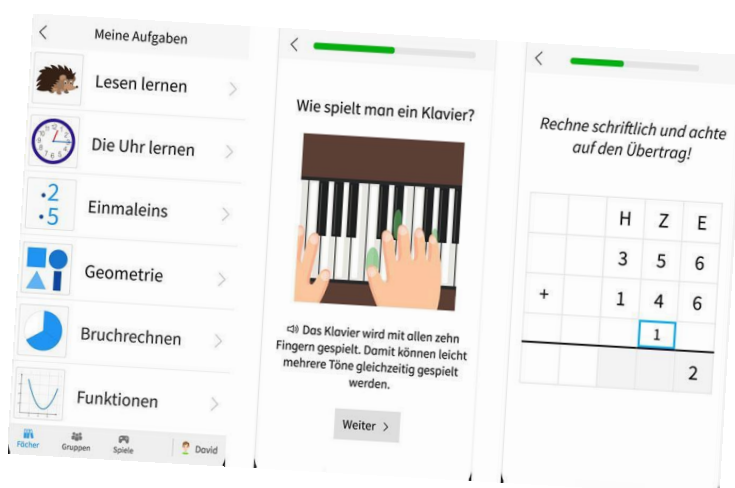 Meine Aufgaben
Lesen lernen
Die Uhr lernen
·2
·5
Einmaleins
Geometrie
Bruchrechnen
Funktionen
Fächer
Gruppen
Spiele
David
Wie spielt man ein Klavier?
Das Klavier wird mit allen zehn
Fingern gespielt. Damit können leicht
mehrere Töne gleichzeitig gespielt
werden.
Weiter >
Rechne schriftlich und achte
auf den Übertrag!
H Z E
3 5 6
+ 1 4 6
1
2